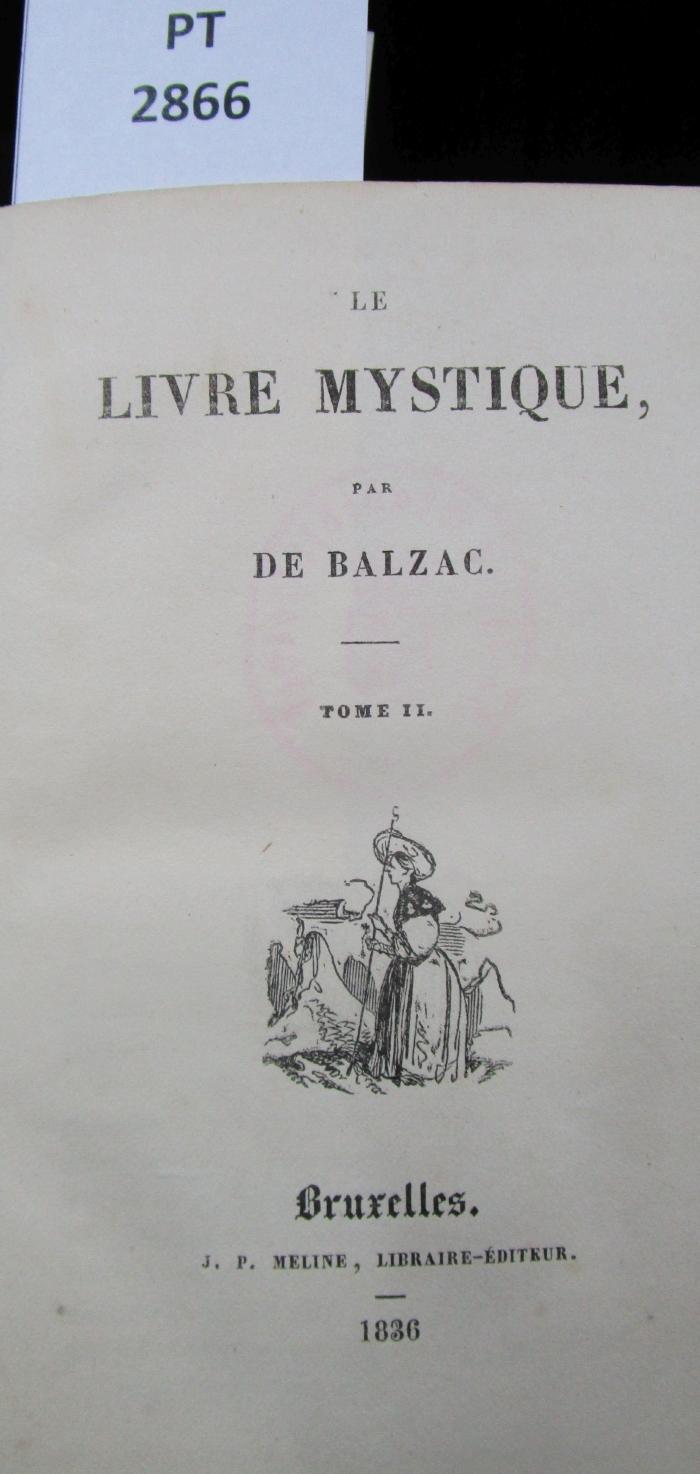 PT
2866
LE
LIVRE MYSTIQUE,
PAR
DE BALZAC.
TOME II.
Bruxelles.
J. P. MELINE, LIBRAIRE-ÉDITEUR.
1836